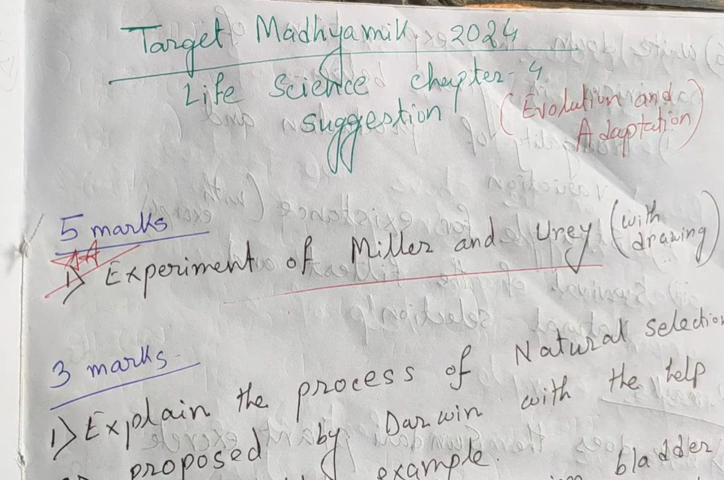 Target Madhyamik 2024
Life Science chapter-4
suggestion (Evolution and Adaptation)
5 marks
1) Experiment of Miller and Urey (with drawing)
3 marks
1) Explain the process of Natural selection
proposed by Darwin with the help
example.
bladder